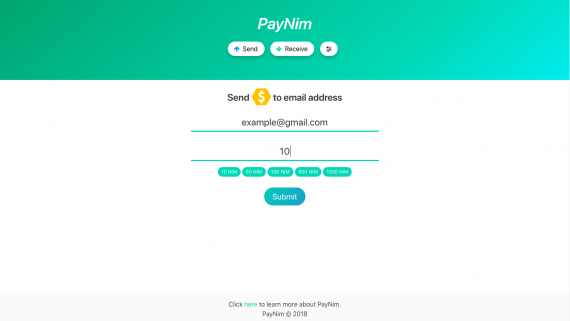 PayNim
Send Receive
Send $ to email address
example@gmail.com
10
10 NIM 50 NIM 100 NIM 500 NIM 1000 NIM
Submit
Click here to learn more about PayNim.
PayNim © 2018